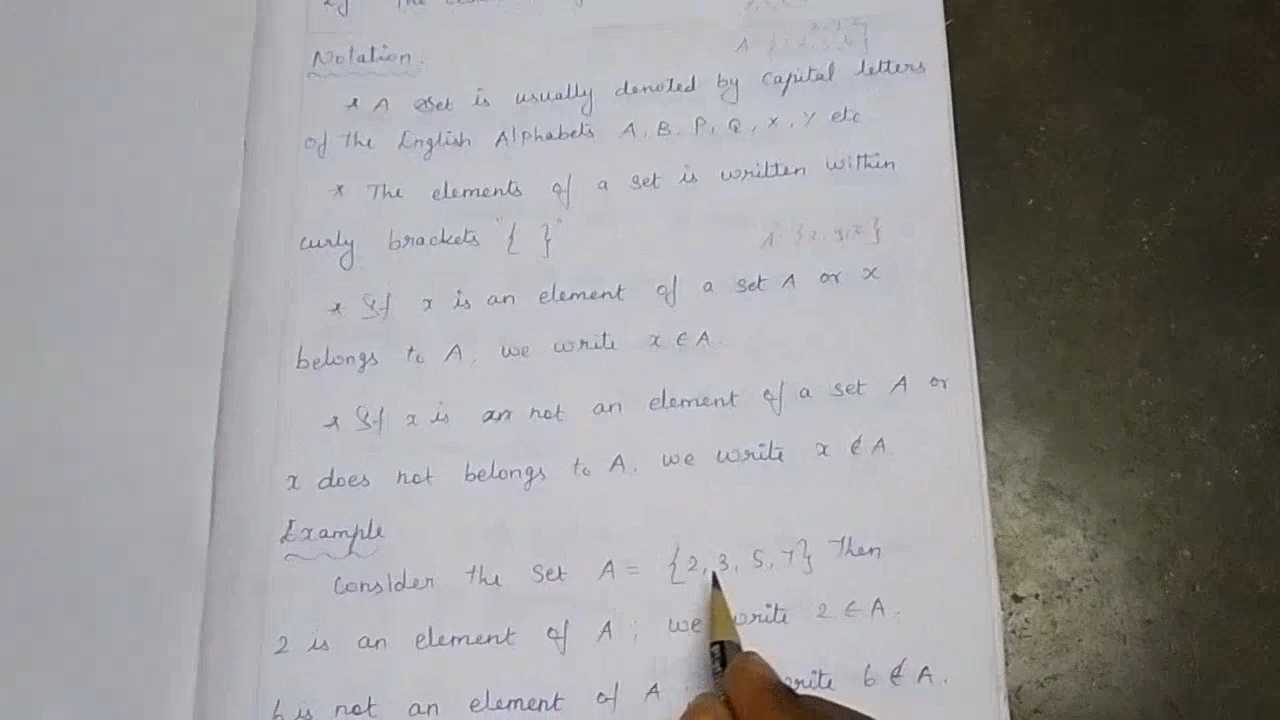 Notation:
* A Set is usually denoted by Capital letters
of the English Alphabets A, B, P, Q, X, Y etc
* The elements of a set is written within
curly brackets "{ }"
* If x is an element of a set A or x
belongs to A, we write x ∈ A.
* If x is not an element of a set A or
x does not belongs to A, we write x ∉ A
Example
Consider the Set A = {2, 3, 5, 7} Then
2 is an element of A, we write 2 ∈ A.
6 is not an element of A 6 ∉ A.